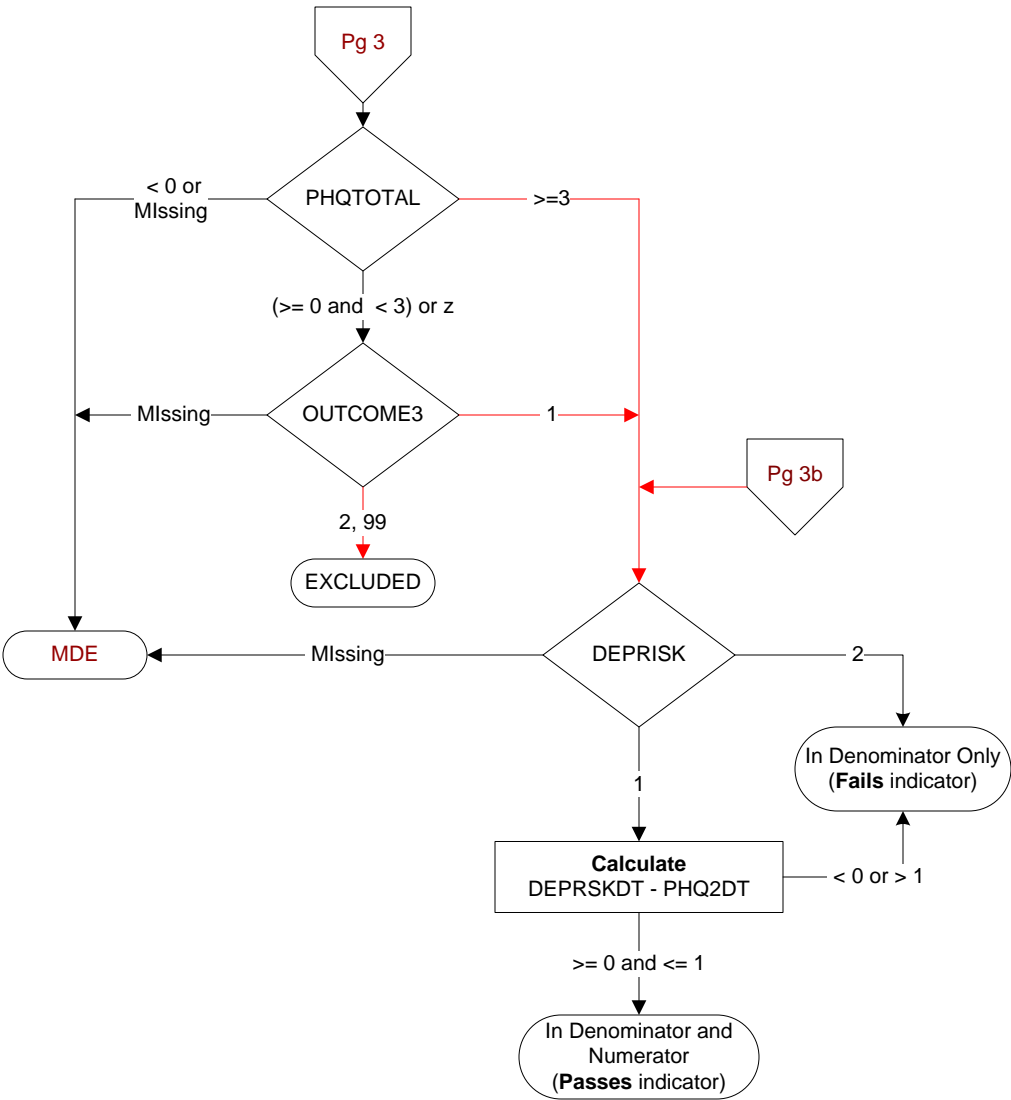 Pg 3
PHQTOTAL
< 0 or
MIssing
>=3
(>= 0 and  < 3) or z
OUTCOME3
MIssing
1
Pg 3b
2, 99
EXCLUDED
MDE
MIssing
DEPRISK
2
In Denominator Only
(Fails indicator)
1
Calculate
DEPRSKDT - PHQ2DT
< 0 or > 1
>= 0 and <= 1
In Denominator and
Numerator
(Passes indicator)